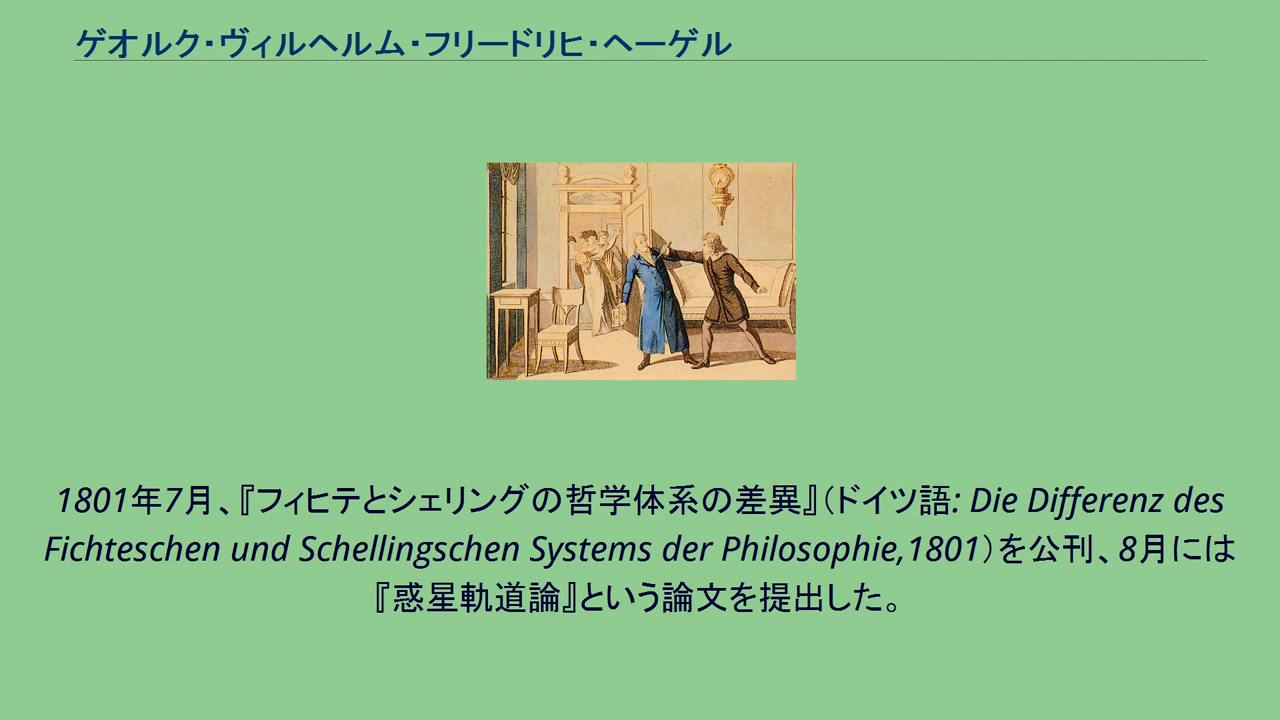 ゲオルク・ヴィルヘルム・フリードリヒ・ヘーゲル
1801年7月、『フィヒテとシェリングの哲学体系の差異』（ドイツ語: Die Differenz des
Fichteschen und Schellingschen Systems der Philosophie,1801）を公刊、8月には
『惑星軌道論』という論文を提出した。